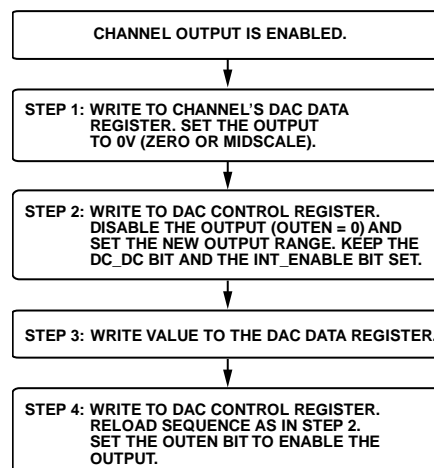 CHANNEL OUTPUT IS ENABLED.
STEP 1: WRITE TO CHANNEL'S DAC DATA
REGISTER. SET THE OUTPUT
TO 0V (ZERO OR MIDSCALE).
STEP 2: WRITE TO DAC CONTROL REGISTER.
DISABLE THE OUTPUT (OUTEN = 0) AND
SET THE NEW OUTPUT RANGE. KEEP THE
DC_DC BIT AND THE INT_ENABLE BIT SET.
STEP 3: WRITE VALUE TO THE DAC DATA REGISTER.
STEP 4: WRITE TO DAC CONTROL REGISTER.
RELOAD SEQUENCE AS IN STEP 2.
SET THE OUTEN BIT TO ENABLE THE
OUTPUT.